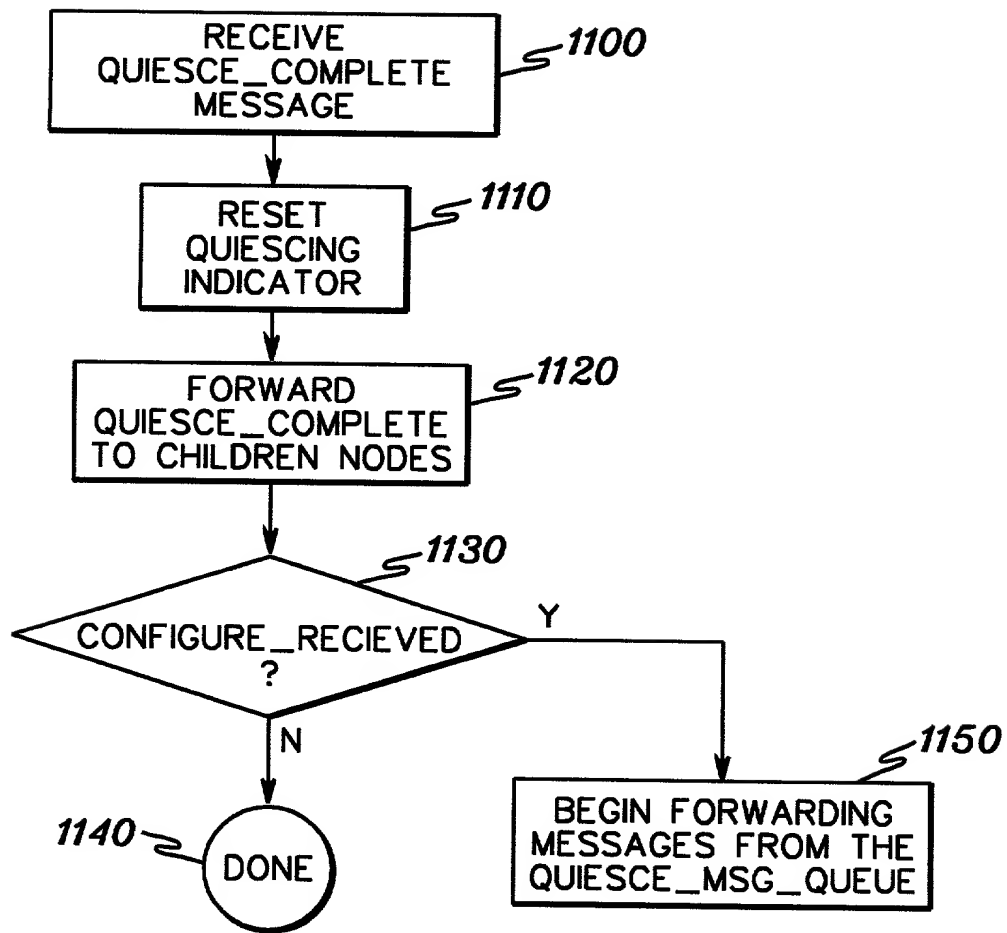 RECEIVE
QUIESCE_COMPLETE
MESSAGE
1100
RESET
QUIESCING
INDICATOR
1110
FORWARD
QUIESCE_COMPLETE
TO CHILDREN NODES
1120
CONFIGURE_RECIEVED
?
1130
Y
N
1140
DONE
1150
BEGIN FORWARDING
MESSAGES FROM THE
QUIESCE_MSG_QUEUE